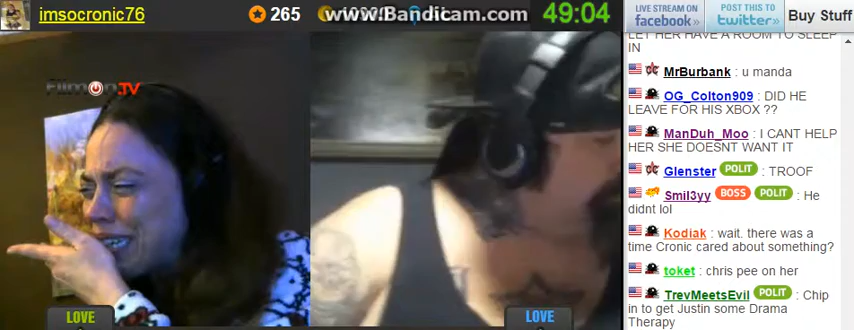 imsocronic76
265
www.Bandicam.com
49:04
LIVE STREAM ON
facebook»
POST THIS TO
twitter»
Buy Stuff
FilmOn.TV
LOVE
LOVE
LET HER HAVE A ROOM TO SLEEP
IN
MrBurbank : u manda
OG_Colton909 : DID HE
LEAVE FOR HIS XBOX ??
ManDuh_Moo : I CANT HELP
HER SHE DOESNT WANT IT
Glenster POLIT : TROOF
Smil3yy BOSS POLIT : He
didnt lol
Kodiak : wait. there was a
time Cronic cared about something?
toket : chris pee on her
TrevMeetsEvil POLIT : Chip
in to get Justin some Drama
Therapy